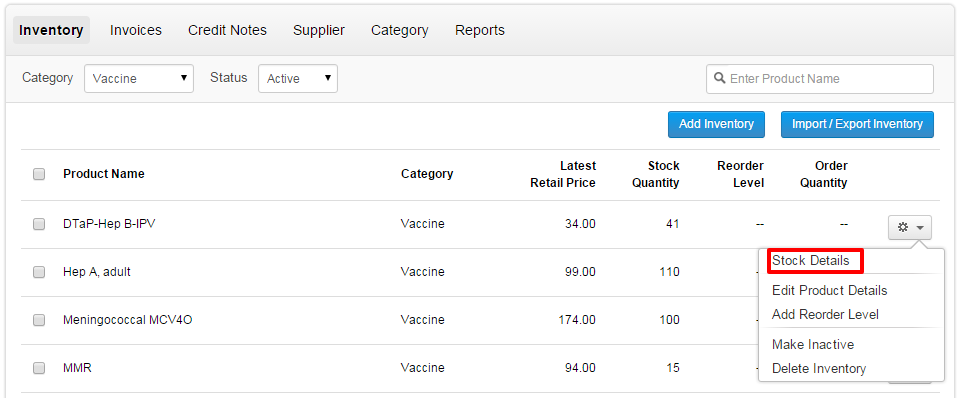 Inventory Invoices Credit Notes Supplier Category Reports
Category Vaccine Status Active Enter Product Name
Add Inventory Import / Export Inventory
Product Name Category Latest Retail Price Stock Quantity Reorder Level Order Quantity
DTaP-Hep B-IPV Vaccine 34.00 41 -- --
Stock Details
Hep A, adult Vaccine 99.00 110
Edit Product Details
Add Reorder Level
Meningococcal MCV4O Vaccine 174.00 100
Make Inactive
MMR Vaccine 94.00 15
Delete Inventory